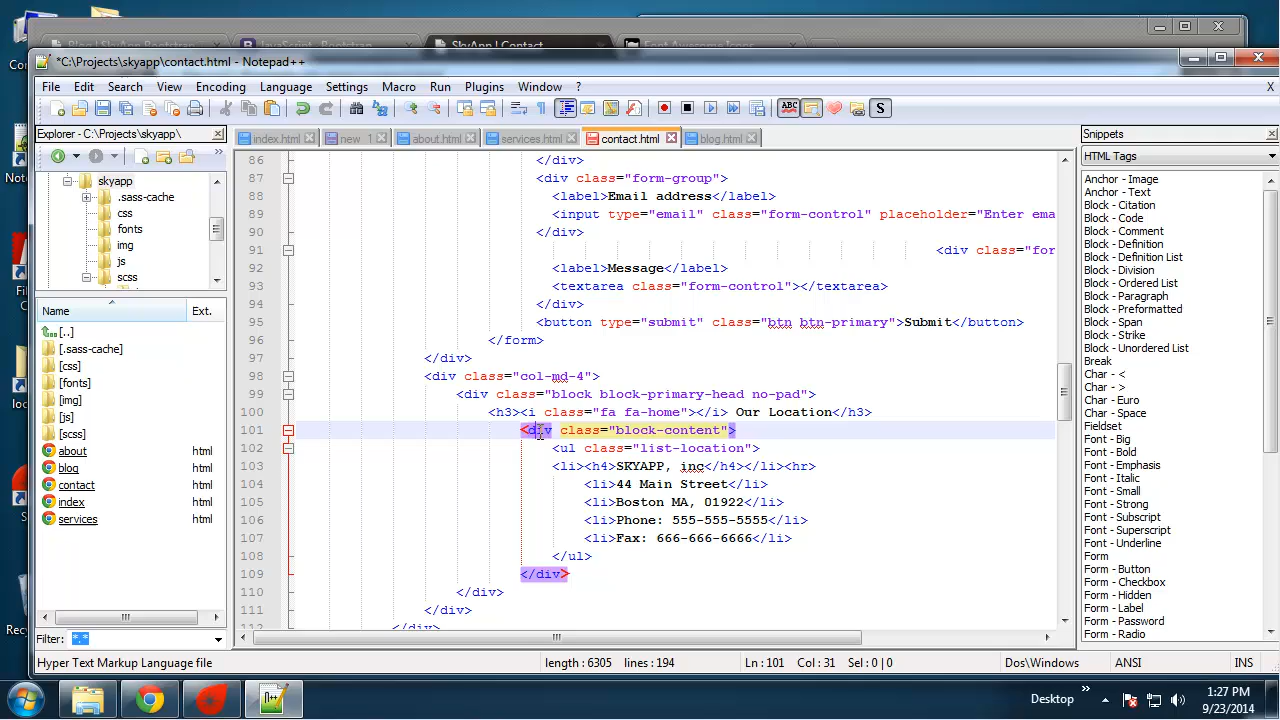 Blog | SkyApp Bootstrap
JavaScript · Bootstrap
SkyApp | Contact
Font Awesome Icons
*C:\Projects\skyapp\contact.html - Notepad++
File Edit Search View Encoding Language Settings Macro Run Plugins Window ? X
ABC S
Explorer - C:\Projects\skyapp\
index.html new 1 about.html services.html contact.html blog.html
Snippets
HTML Tags
skyapp
.sass-cache
css
fonts
img
js
scss
Name Ext.
[..]
[.sass-cache]
[css]
[fonts]
[img]
[js]
[scss]
about html
blog html
contact html
index html
services html
Filter: *.*
86 </div>
87 <div class="form-group">
88 <label>Email address</label>
89 <input type="email" class="form-control" placeholder="Enter ema
90 </div>
91 <div class="for
92 <label>Message</label>
93 <textarea class="form-control"></textarea>
94 </div>
95 <button type="submit" class="btn btn-primary">Submit</button>
96 </form>
97 </div>
98 <div class="col-md-4">
99 <div class="block block-primary-head no-pad">
100 <h3><i class="fa fa-home"></i> Our Location</h3>
101 <div class="block-content">
102 <ul class="list-location">
103 <li><h4>SKYAPP, inc</h4></li><hr>
104 <li>44 Main Street</li>
105 <li>Boston MA, 01922</li>
106 <li>Phone: 555-555-5555</li>
107 <li>Fax: 666-666-6666</li>
108 </ul>
109 </div>
110 </div>
111 </div>
112 </div>
Anchor - Image
Anchor - Text
Block - Citation
Block - Code
Block - Comment
Block - Definition
Block - Definition List
Block - Division
Block - Ordered List
Block - Paragraph
Block - Preformatted
Block - Span
Block - Strike
Block - Unordered List
Break
Char - <
Char - >
Char - Ampersand
Char - Space
Fieldset
Font - Bold
Font - Emphasis
Font - Italic
Font - Small
Font - Strong
Font - Subscript
Font - Superscript
Font - Underline
Form
Form - Button
Form - Checkbox
Form - Hidden
Form - Label
Form - Password
Form - Radio
Hyper Text Markup Language file length : 6305 lines : 194 Ln : 101 Col : 31 Sel : 0 | 0 Dos\Windows ANSI INS
Desktop » 1:27 PM
9/23/2014